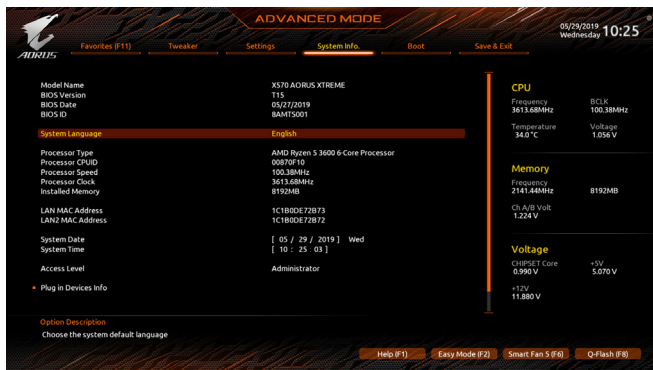 ADVANCED MODE
05/29/2019 Wednesday 10:25
AORUS
Favorites (F11) Tweaker Settings System Info. Boot Save & Exit
Model Name X570 AORUS XTREME
BIOS Version T15
BIOS Date 05/27/2019
BIOS ID 8AMTS001
System Language English
Processor Type AMD Ryzen 5 3600 6-Core Processor
Processor CPUID 00870F10
Processor Speed 100.38MHz
Processor Clock 3613.68MHz
Installed Memory 8192MB
LAN MAC Address 1C1B0DE72B73
LAN2 MAC Address 1C1B0DE72B72
System Date [ 05 / 29 / 2019 ] Wed
System Time [ 10 : 25 : 03 ]
Access Level Administrator
Plug in Devices Info
CPU
Frequency BCLK
3613.68MHz 100.38MHz
Temperature Voltage
34.0 °C 1.056 V
Memory
Frequency
2141.44MHz 8192MB
Ch A/B Volt
1.224 V
Voltage
CHIPSET Core +5V
0.990 V 5.070 V
+12V
11.880 V
Option Description
Choose the system default language
Help (F1) Easy Mode (F2) Smart Fan 5 (F6) Q-Flash (F8)